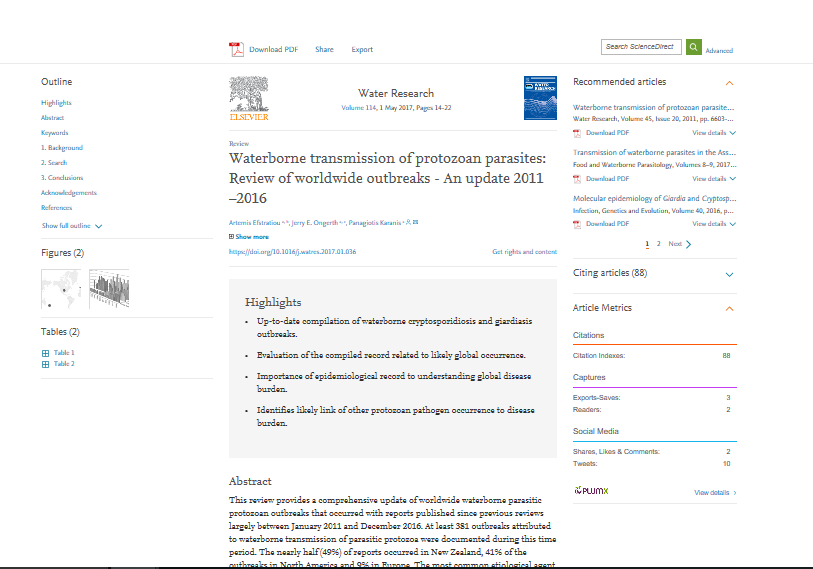 Download PDF
Share
Export
Search ScienceDirect
Advanced
Outline
Highlights
Abstract
Keywords
1. Background
2. Search
3. Conclusions
Acknowledgements
References
Show full outline
Figures (2)
Tables (2)
Table 1
Table 2
ELSEVIER
Water Research
Volume 114, 1 May 2017, Pages 14-22
WATER RESEARCH
Review
Waterborne transmission of protozoan parasites:
Review of worldwide outbreaks - An update 2011
–2016
Artemis Efstratiou a, b, Jerry E. Ongerth a, c, Panagiotis Karanis a
Show more
https://doi.org/10.1016/j.watres.2017.01.036
Get rights and content
Highlights
• Up-to-date compilation of waterborne cryptosporidiosis and giardiasis
outbreaks.
• Evaluation of the compiled record related to likely global occurrence.
• Importance of epidemiological record to understanding global disease
burden.
• Identifies likely link of other protozoan pathogen occurrence to disease
burden.
Abstract
This review provides a comprehensive update of worldwide waterborne parasitic
protozoan outbreaks that occurred with reports published since previous reviews
largely between January 2011 and December 2016. At least 381 outbreaks attributed
to waterborne transmission of parasitic protozoa were documented during this time
period. The nearly half (49%) of reports occurred in New Zealand, 41% of the
outbreaks in North America and 9% in Europe. The most common etiological agent
Recommended articles
Waterborne transmission of protozoan parasite...
Water Research, Volume 45, Issue 20, 2011, pp. 6603-...
Download PDF
View details
Transmission of waterborne parasites in the Ass...
Food and Waterborne Parasitology, Volumes 8–9, 2017...
Download PDF
View details
Molecular epidemiology of Giardia and Cryptosp...
Infection, Genetics and Evolution, Volume 40, 2016, p...
Download PDF
View details
1 2 Next
Citing articles (88)
Article Metrics
Citations
Citation Indexes: 88
Captures
Exports-Saves: 3
Readers: 2
Social Media
Shares, Likes & Comments: 2
Tweets: 10
PLUMX
View details